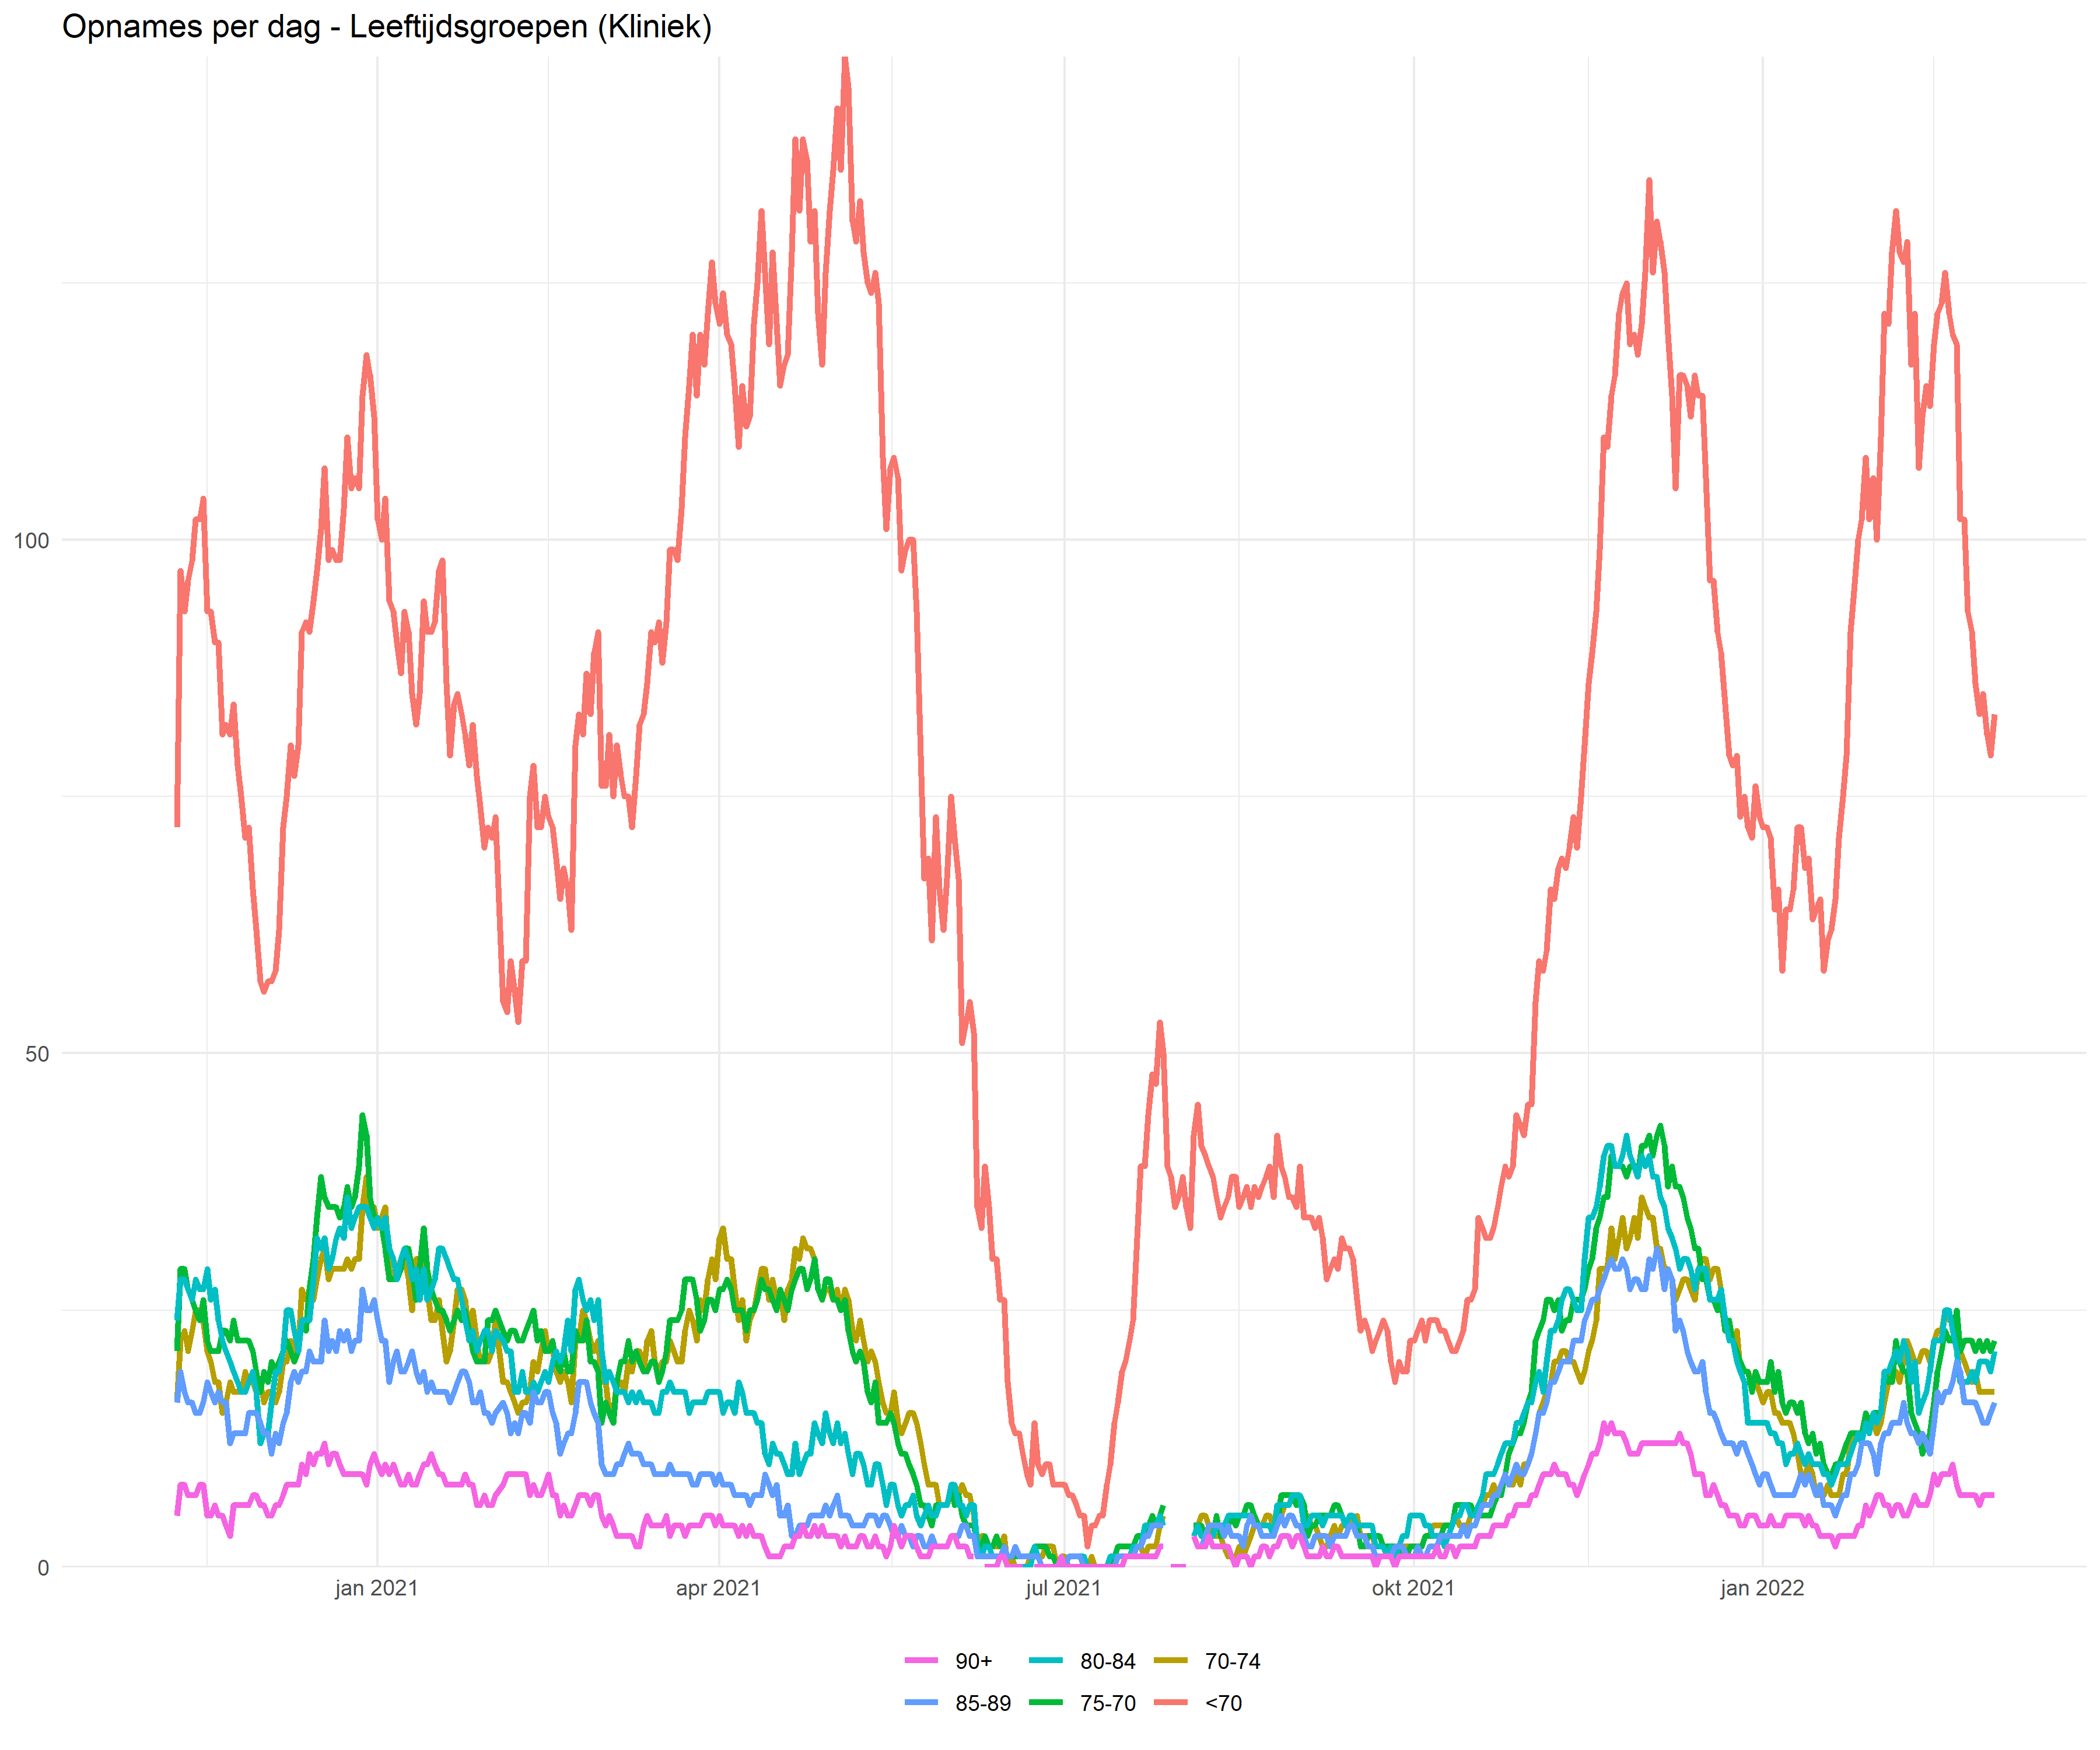 Opnames per dag - Leeftijdsgroepen (Kliniek)
100
50
0
jan 2021 apr 2021 jul 2021 okt 2021 jan 2022
90+ 80-84 70-74
85-89 75-70 <70